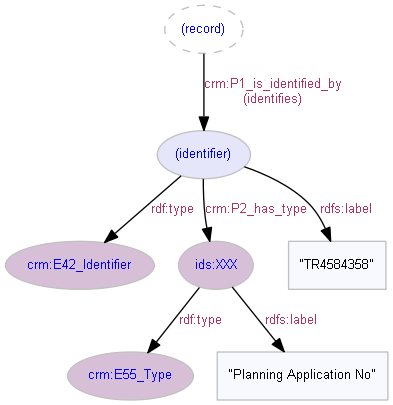 (record)
crm:P1_is_identified_by
(identifies)
(identifier)
rdf:type
crm:P2_has_type
rdfs:label
crm:E42_Identifier
ids:XXX
"TR4584358"
rdf:type
rdfs:label
crm:E55_Type
"Planning Application No"